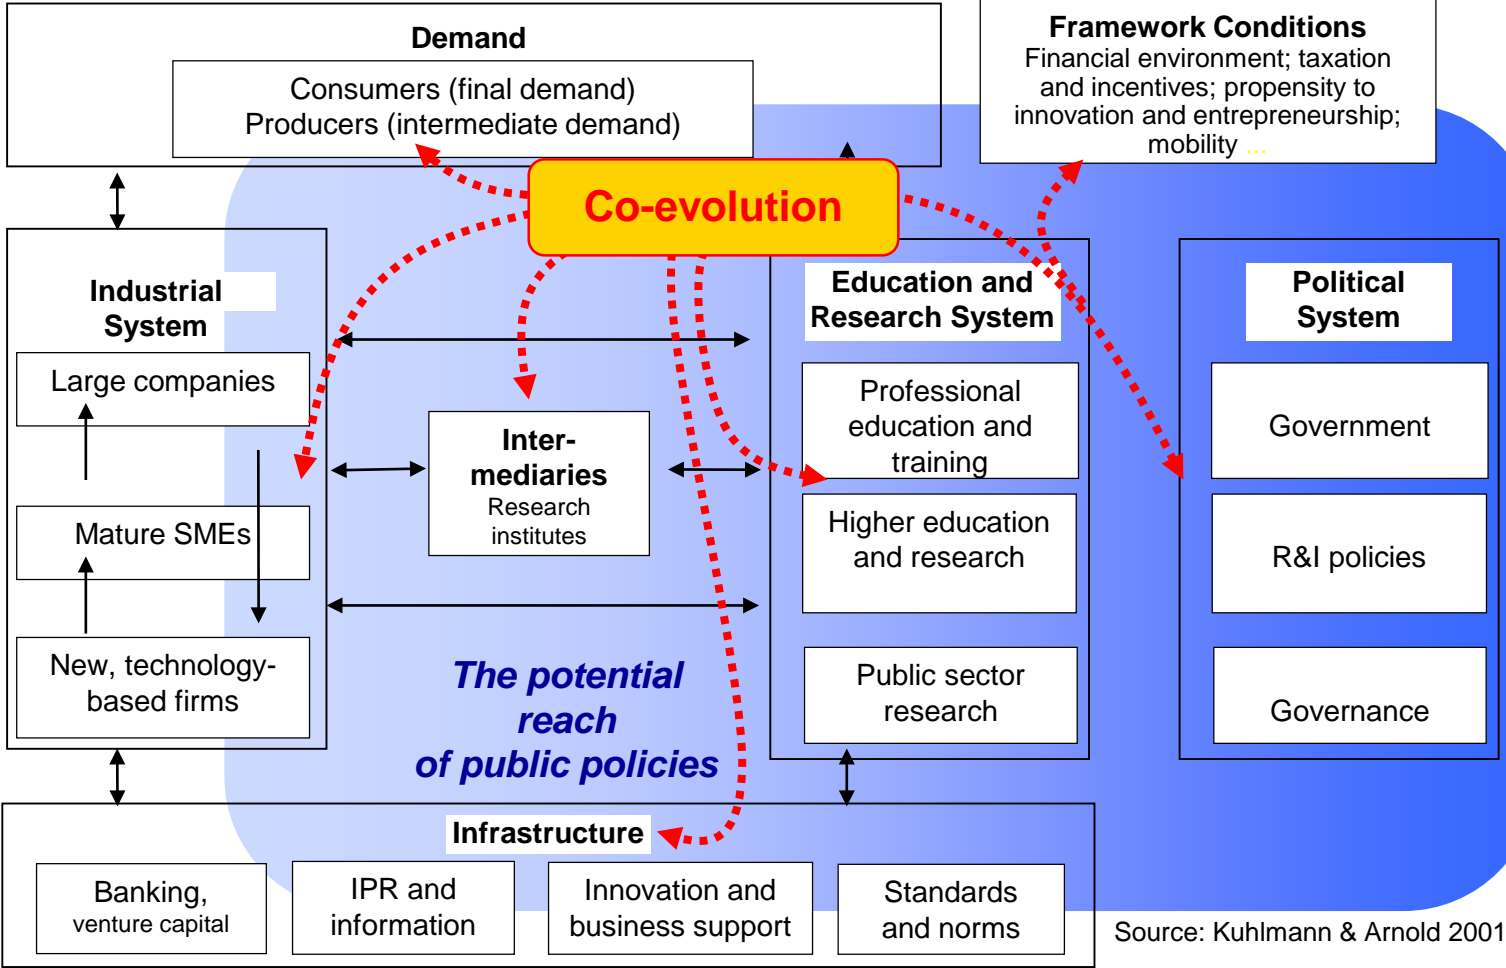 Demand
Consumers (final demand)
Producers (intermediate demand)
Framework Conditions
Financial environment; taxation
and incentives; propensity to
innovation and entrepreneurship;
mobility ...
Co-evolution
Industrial
System
Large companies
Mature SMEs
New, technology-
based firms
Inter-
mediaries
Research
institutes
Education and
Research System
Professional
education and
training
Higher education
and research
Public sector
research
Political
System
Government
R&I policies
Governance
The potential
reach
of public policies
Infrastructure
Banking,
venture capital
IPR and
information
Innovation and
business support
Standards
and norms
Source: Kuhlmann & Arnold 2001